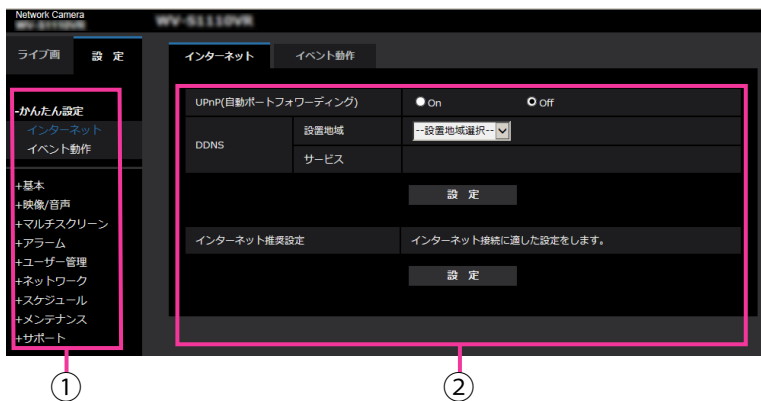 Network Camera
WV-S1110VR
ライブ画 設 定
インターネット イベント動作
-かんたん設定
インターネット
イベント動作
+基本
+映像/音声
+マルチスクリーン
+アラーム
+ユーザー管理
+ネットワーク
+スケジュール
+メンテナンス
+サポート
UPnP(自動ポートフォワーディング) On Off
DDNS
設置地域 --設置地域選択--
サービス
設 定
インターネット推奨設定 インターネット接続に適した設定をします。
設 定
① ②